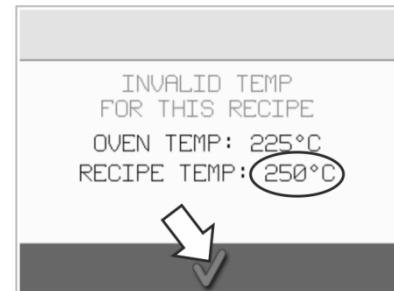 INVALID TEMP
FOR THIS RECIPE
OVEN TEMP: 225°C
RECIPE TEMP: 250°C